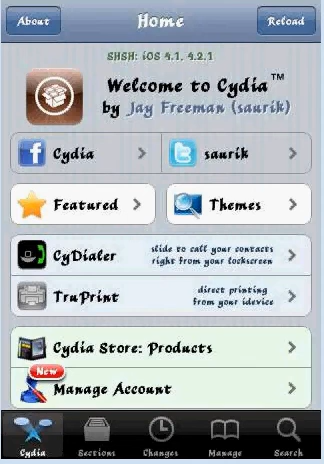 About Home Reload
SHSH: iOS 4.1, 4.2.1
Welcome to Cydia™
by Jay Freeman (saurik)
Cydia
saurik
Featured
Themes
CyDialer
slide to call your contacts
right from your lockscreen
TruPrint
direct printing
from your idevice
Cydia Store: Products
New
Manage Account
Cydia Sections Changes Manage Search